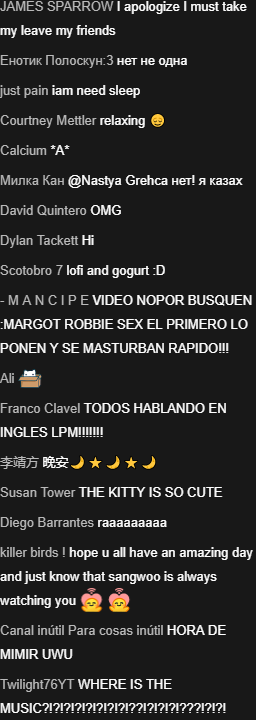 JAMES SPARROW I apologize I must take
my leave my friends
Енотик Полоскун:3 нет не одна
just pain iam need sleep
Courtney Mettler relaxing 😌
Calcium *A*
Милка Кан @Nastya Grehca нет! я казах
David Quintero OMG
Dylan Tackett Hi
Scotobro 7 lofi and gogurt :D
- M A N C I P E VIDEO NOPOR BUSQUEN
:MARGOT ROBBIE SEX EL PRIMERO LO
PONEN Y SE MASTURBAN RAPIDO!!!
Ali
Franco Clavel TODOS HABLANDO EN
INGLES LPM!!!!!!!
李靖方 晚安🌙⭐🌙⭐🌙
Susan Tower THE KITTY IS SO CUTE
Diego Barrantes raaaaaaaaa
killer birds ! hope u all have an amazing day
and just know that sangwoo is always
watching you
Canal inútil Para cosas inútil HORA DE
MIMIR UWU
Twilight76YT WHERE IS THE
MUSIC?!?!?!?!?!?!?!?!??!?!?!?!???!?!?!